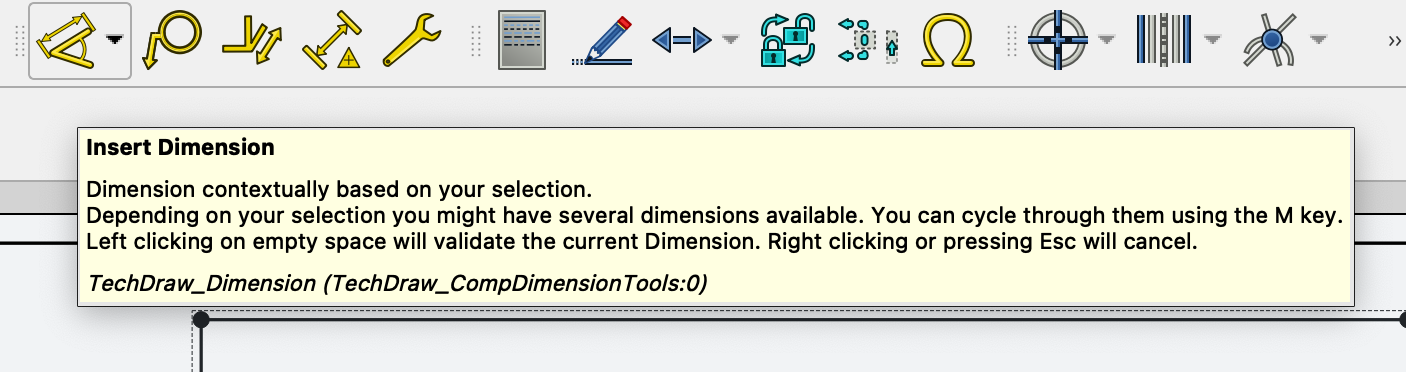 Insert Dimension
Dimension contextually based on your selection.
Depending on your selection you might have several dimensions available. You can cycle through them using the M key.
Left clicking on empty space will validate the current Dimension. Right clicking or pressing Esc will cancel.
TechDraw_Dimension (TechDraw_CompDimensionTools:0)